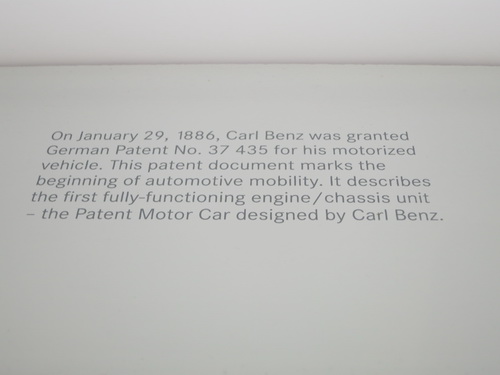 On January 29, 1886, Carl Benz was granted
German Patent No. 37 435 for his motorized
vehicle. This patent document marks the
beginning of automotive mobility. It describes
the first fully-functioning engine/chassis unit
– the Patent Motor Car designed by Carl Benz.